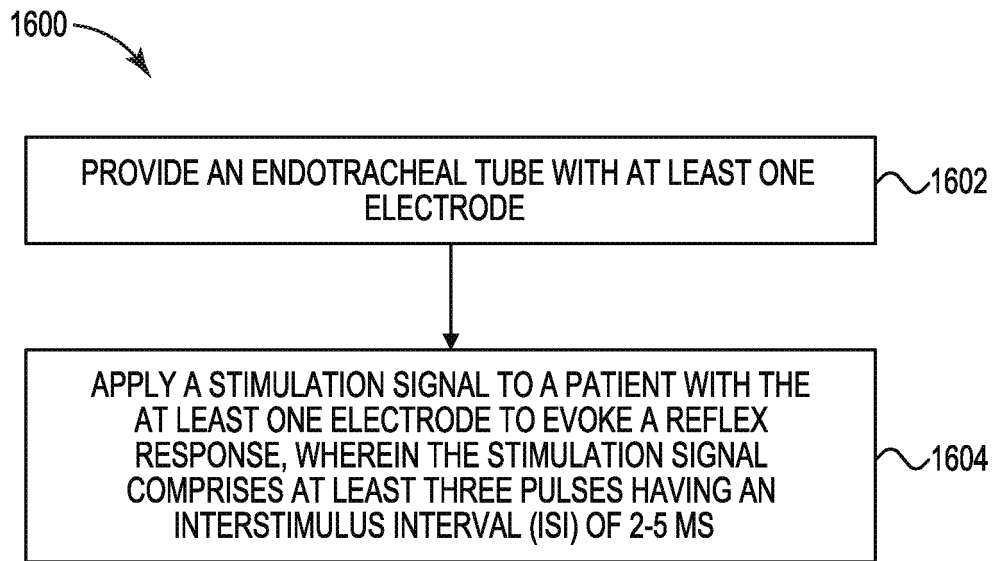 1600
PROVIDE AN ENDOTRACHEAL TUBE WITH AT LEAST ONE
ELECTRODE
1602
APPLY A STIMULATION SIGNAL TO A PATIENT WITH THE
AT LEAST ONE ELECTRODE TO EVOKE A REFLEX
RESPONSE, WHEREIN THE STIMULATION SIGNAL
COMPRISES AT LEAST THREE PULSES HAVING AN
INTERSTIMULUS INTERVAL (ISI) OF 2-5 MS
1604